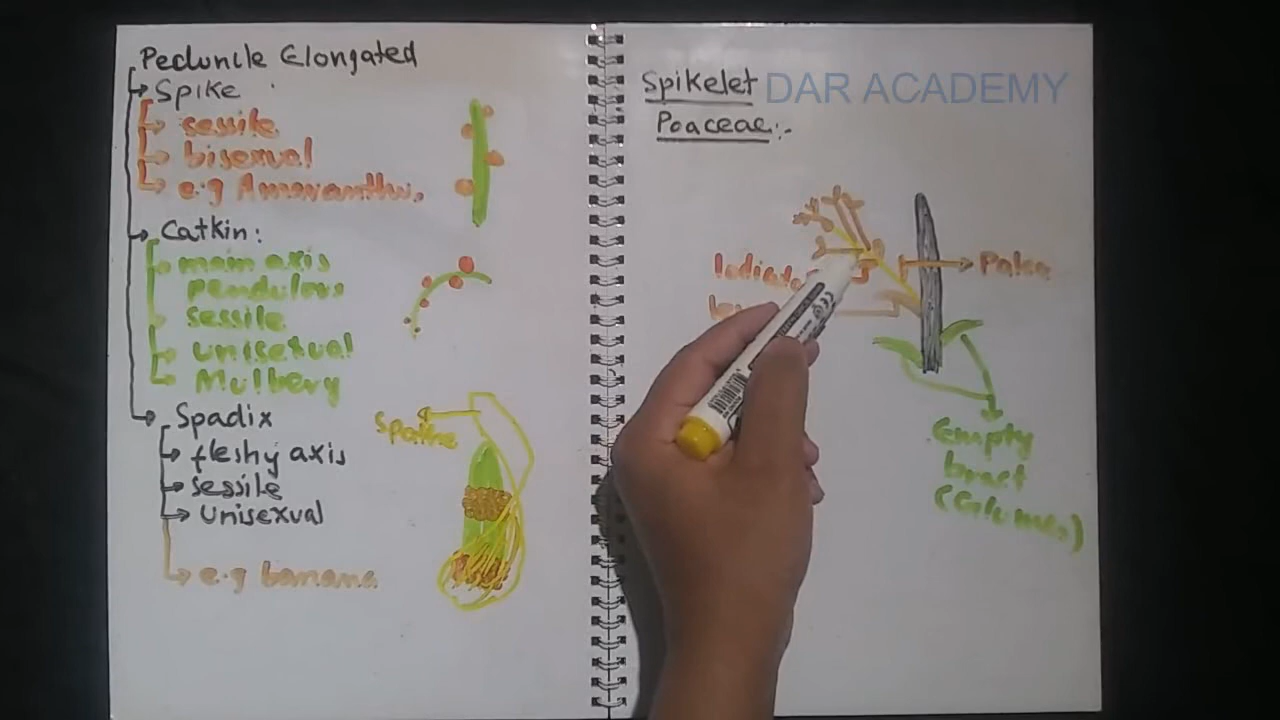 Peduncle Elongated
Spike
sessile
bisexual
e.g Amaranthus.
Catkin:
main axis
pendulous
sessile
unisexual
Mulbery
Spadix
fleshy axis
sessile
Unisexual
e.g banana
Spathe
Spikelet
DAR ACADEMY
Poaceae:-
Palea
Empty
bract
(Glumes)